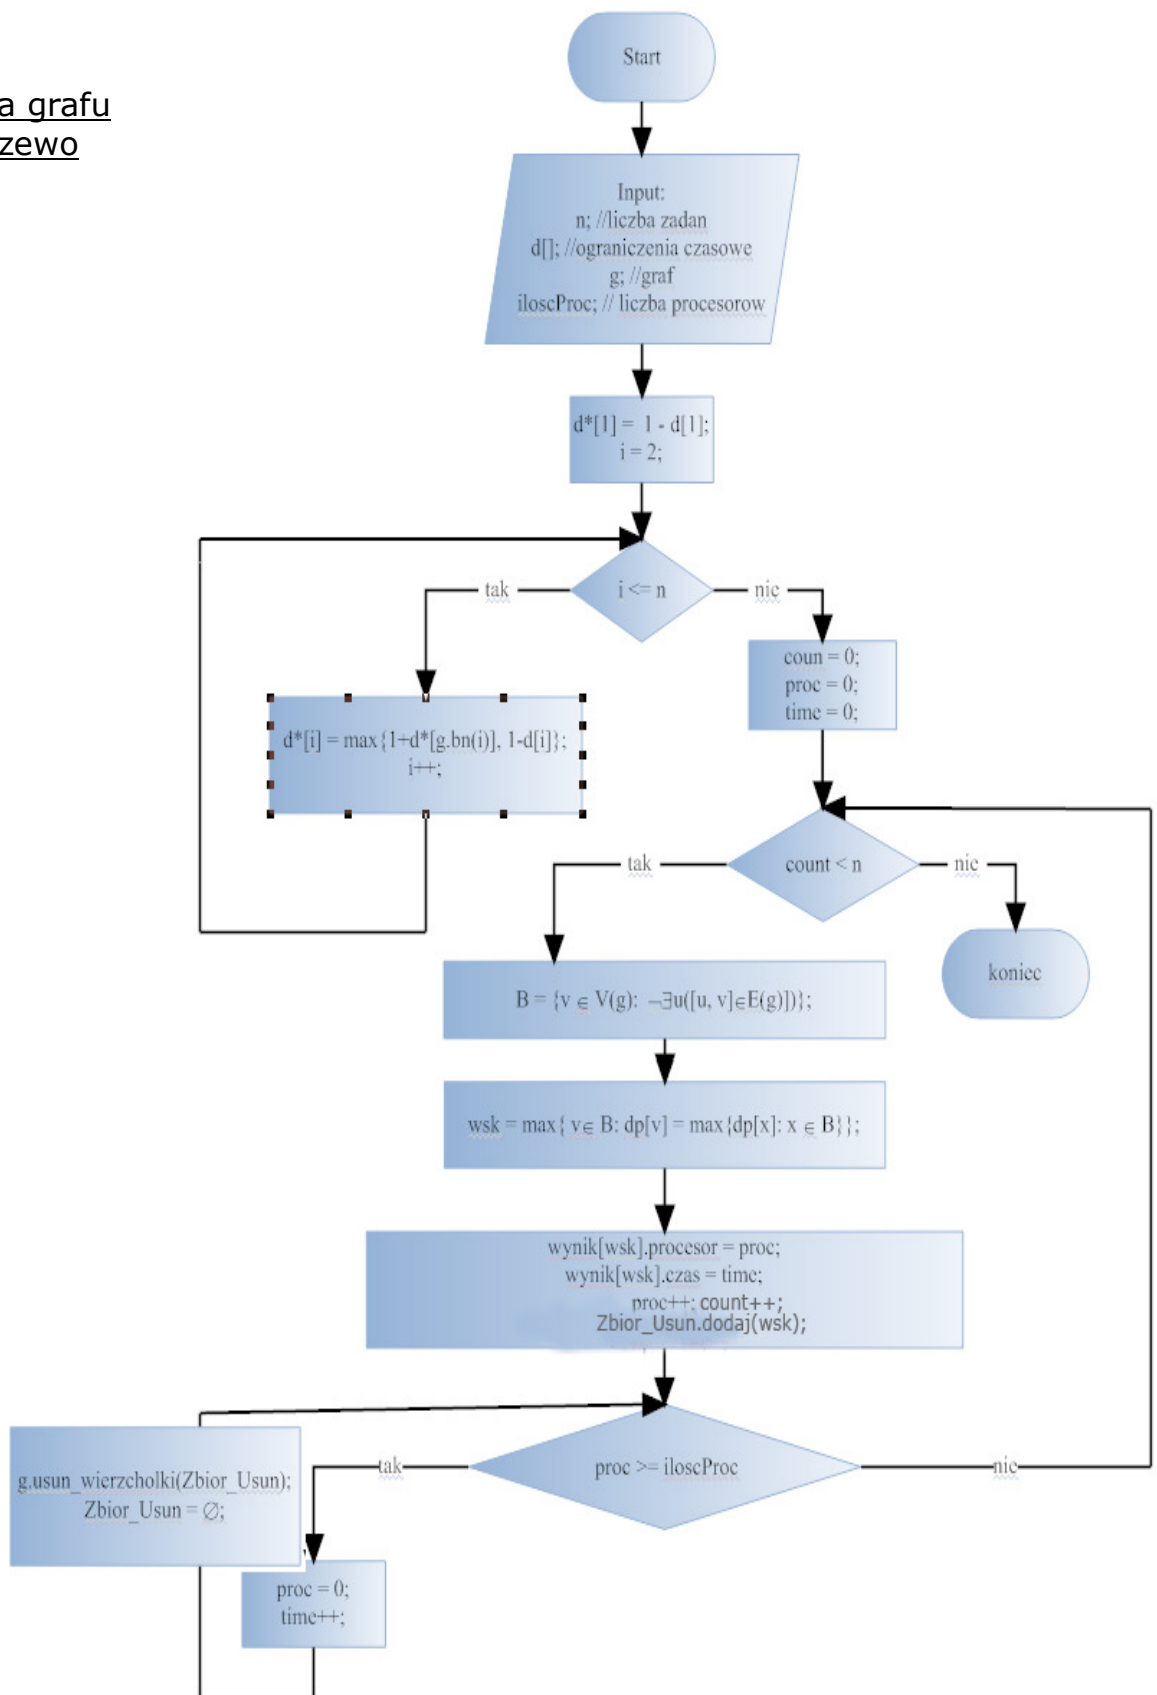 a grafu
zewo
Start
Input:
n; //liczba zadan
d[]; //ograniczenia czasowe
g; //graf
iloscProc; // liczba procesorow
d*[1] = 1 - d[1];
i = 2;
i <= n
tak
nie
d*[i] = max{1+d*[g.bn(i)], 1-d[i]};
i++;
coun = 0;
proc = 0;
time = 0;
count < n
tak
nie
koniec
B = {v ∈ V(g): ¬∃u([u, v]∈E(g)])};
wsk = max{ v∈ B: dp[v] = max{dp[x]: x ∈ B}};
wynik[wsk].procesor = proc;
wynik[wsk].czas = time;
proc++; count++;
Zbior_Usun.dodaj(wsk);
proc >= iloscProc
tak
nie
g.usun_wierzcholki(Zbior_Usun);
Zbior_Usun = ∅;
proc = 0;
time++;